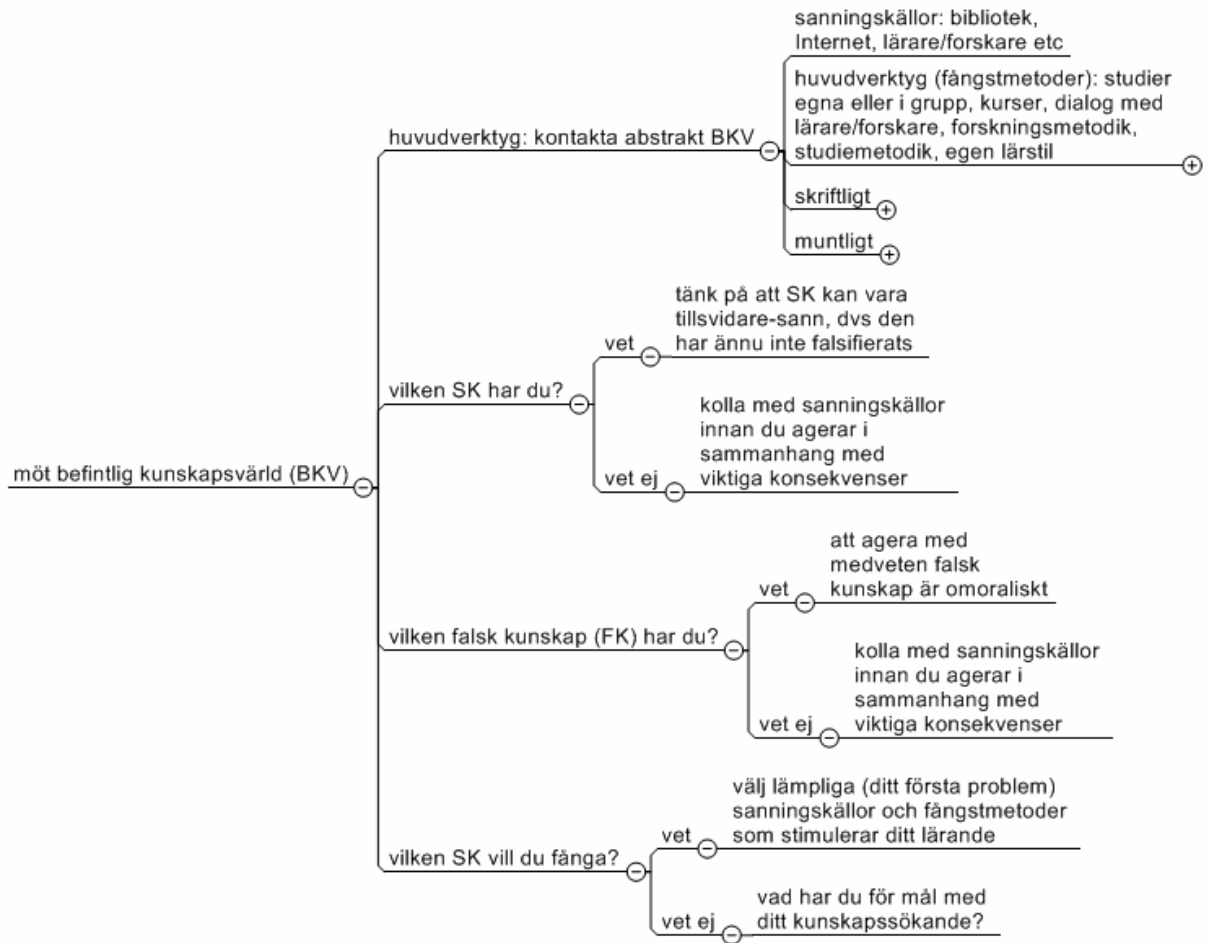 sanningskällor: bibliotek,
Internet, lärare/forskare etc
huvudverktyg (fångstmetoder): studier
egna eller i grupp, kurser, dialog med
lärare/forskare, forskningsmetodik,
studiemetodik, egen lärstil
huvudverktyg: kontakta abstrakt BKV
skriftligt
muntligt
tänk på att SK kan vara
tillsvidare-sann, dvs den
har ännu inte falsifierats
vet
vilken SK har du?
kolla med sanningskällor
innan du agerar i
sammanhang med
viktiga konsekvenser
vet ej
möt befintlig kunskapsvärld (BKV)
att agera med
medveten falsk
kunskap är omoraliskt
vet
vilken falsk kunskap (FK) har du?
kolla med sanningskällor
innan du agerar i
sammanhang med
viktiga konsekvenser
vet ej
välj lämpliga (ditt första problem)
sanningskällor och fångstmetoder
som stimulerar ditt lärande
vet
vilken SK vill du fånga?
vad har du för mål med
ditt kunskapssökande?
vet ej